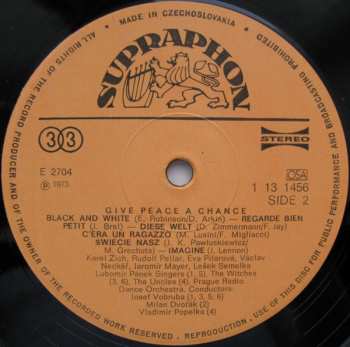 MADE IN CZECHOSLOVAKIA
ALL RIGHTS OF THE RECORD PRODUCER AND OF THE OWNER OF THE RECORDED WORK RESERVED · REPRODUCTION, USE OF THIS DISC FOR PUBLIC PERFORMANCE AND BROADCASTING PROHIBITED
SUPRAPHON
33
STEREO
E 2704
OSA
Ⓟ 1973
1 13 1456
SIDE 2
GIVE PEACE A CHANCE
BLACK AND WHITE (E. Robinson/D. Arkin) — REGARDE BIEN
PETIT (J. Brel) — DIESE WELT (D. Zimmermann/F. Jay)
C'ÉRA UN RAGAZZO (M. Lusini/F. Migliacci)
SWIECIE NASZ (J. K. Pawluskiewicz/
M. Grechuta) — IMAGINE (J. Lennon)
Karel Zich, Rudolf Pellar, Eva Pilarová, Václav
Neckář, Jaromír Mayer, Lešek Semelka
Lubomír Pánek Singers (1, 5), The Witches
(3, 6), The Uncles (4), Prague Radio
Dance Orchestra, Conductors:
Josef Vobruba (1, 3, 5, 6)
Milan Dvořák (2)
Vladimír Popelka (4)